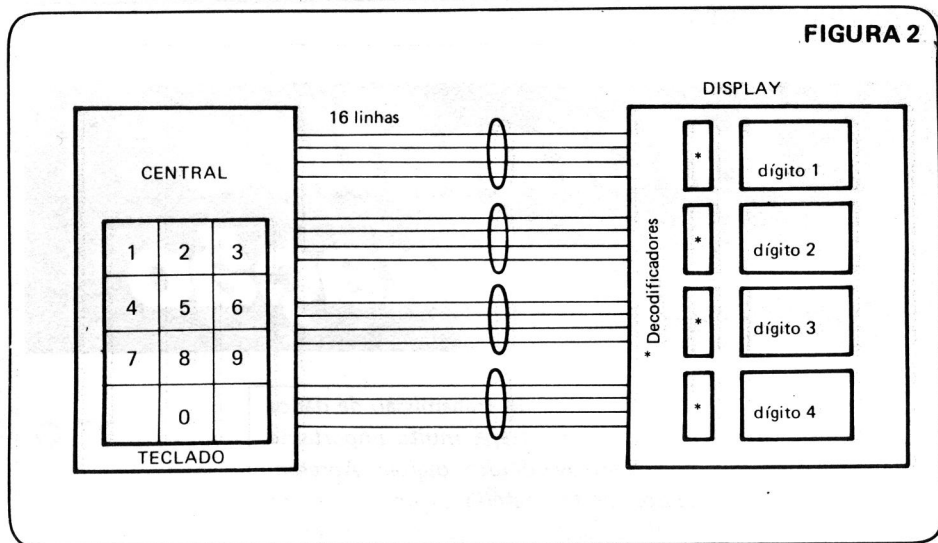 FIGURA 2
DISPLAY
16 linhas
CENTRAL
1 2 3
4 5 6
7 8 9
0
TECLADO
* Decodificadores
* dígito 1
* dígito 2
* dígito 3
* dígito 4